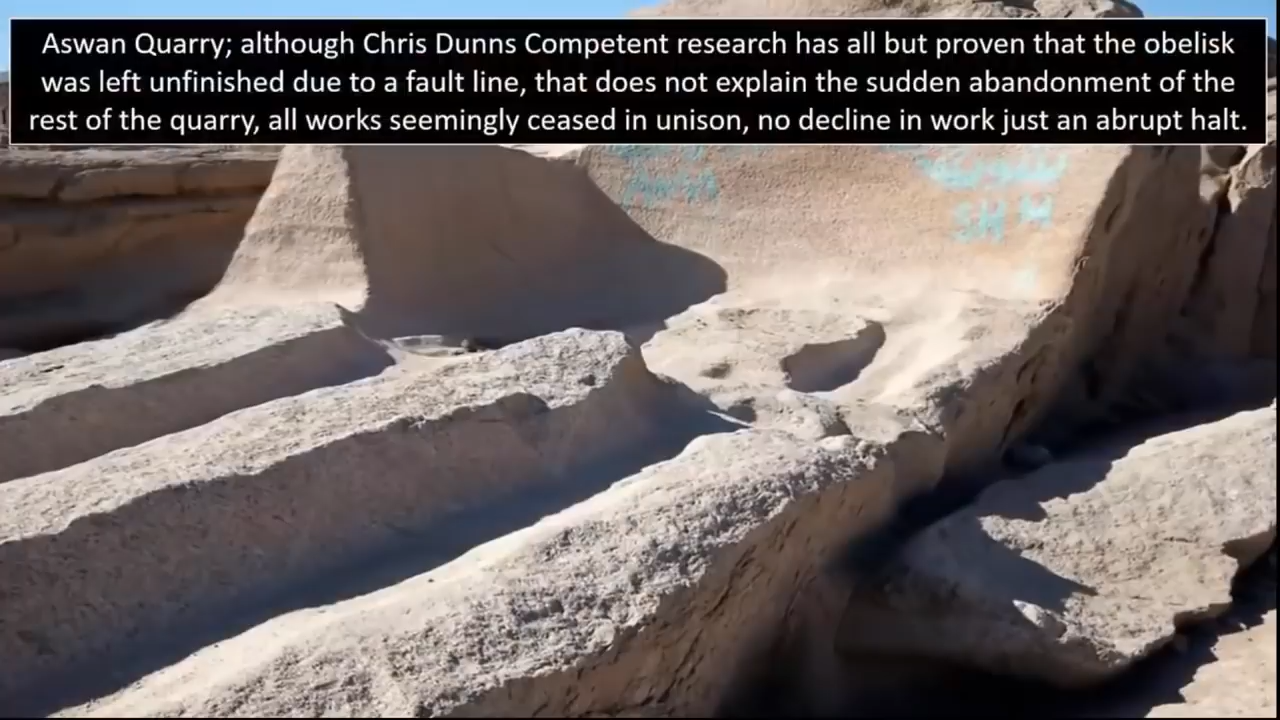 Aswan Quarry; although Chris Dunns Competent research has all but proven that the obelisk
was left unfinished due to a fault line, that does not explain the sudden abandonment of the
rest of the quarry, all works seemingly ceased in unison, no decline in work just an abrupt halt.